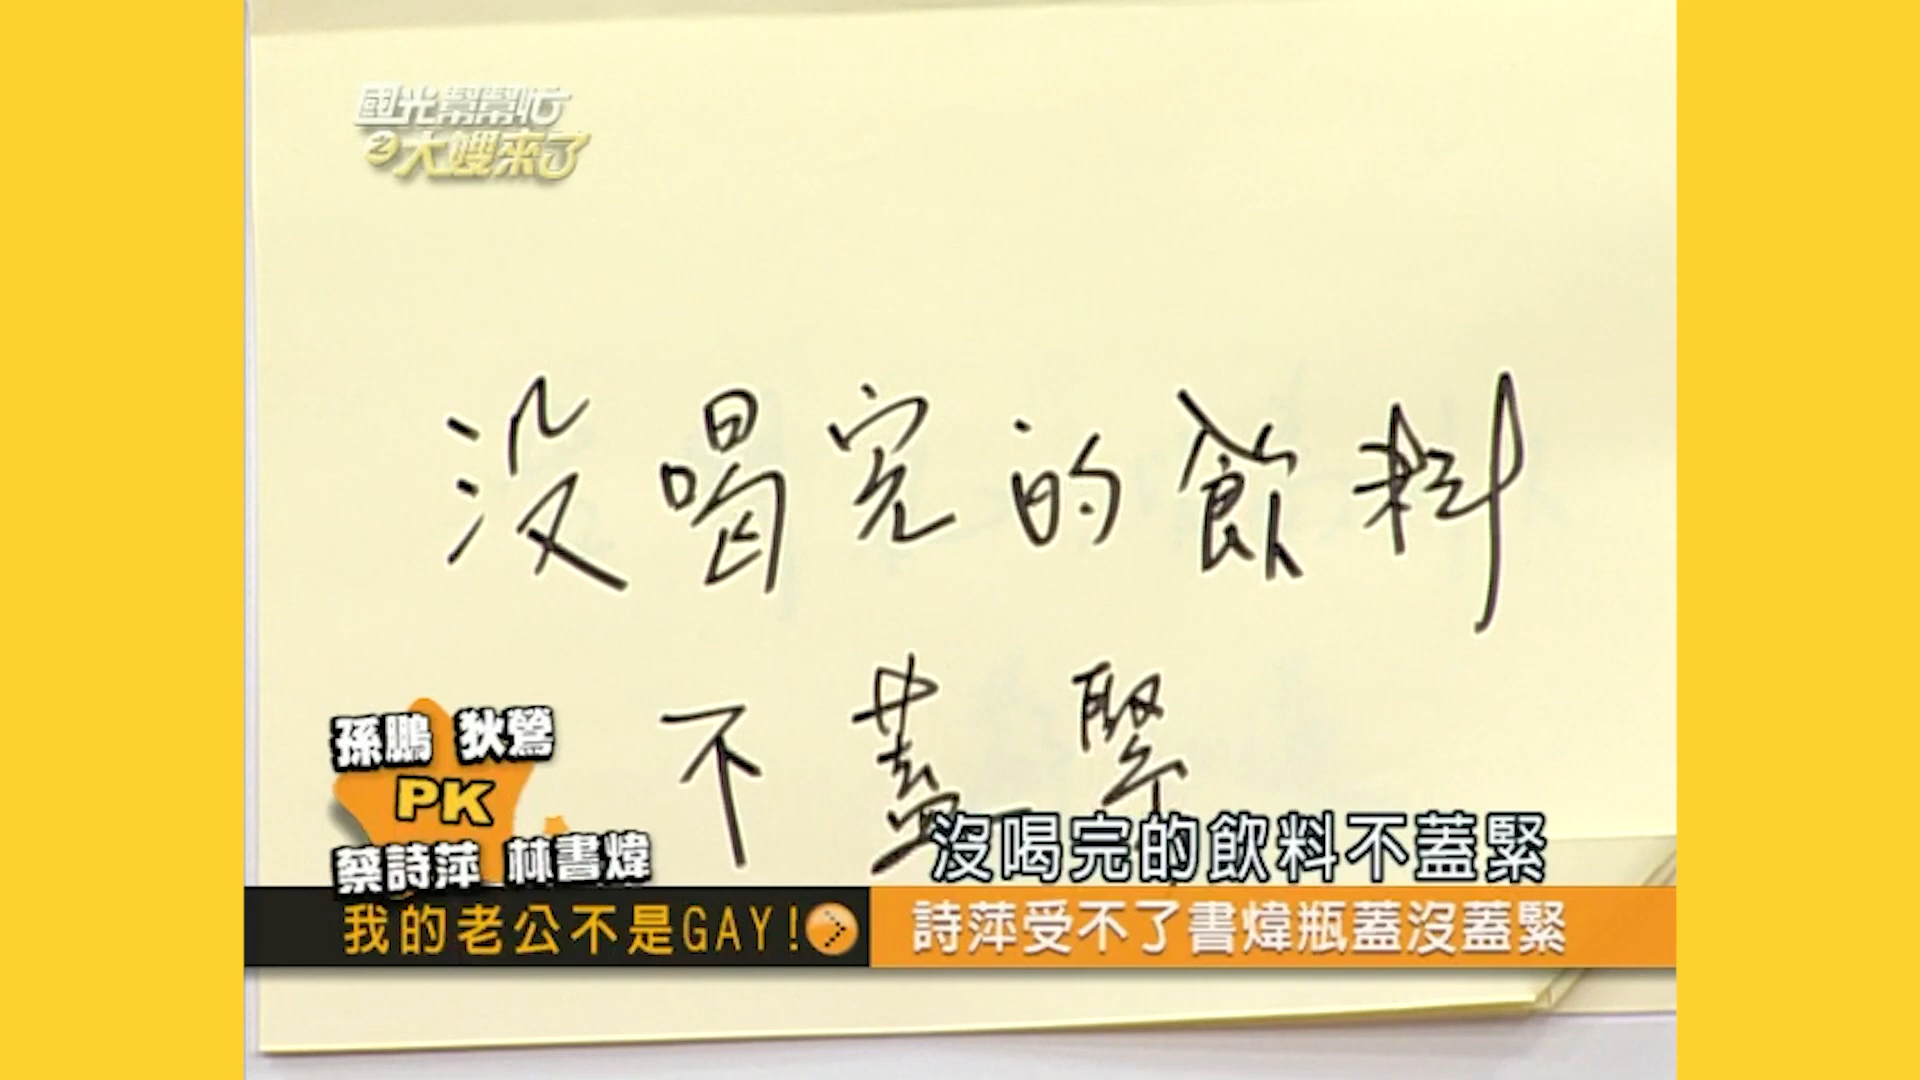 國光幫幫忙
之大嫂來了
没喝完的飲料
不蓋緊
孫鵬 狄鶯
PK
蔡詩萍 林書煒
沒喝完的飲料不蓋緊
我的老公不是GAY!
詩萍受不了書煒瓶蓋沒蓋緊